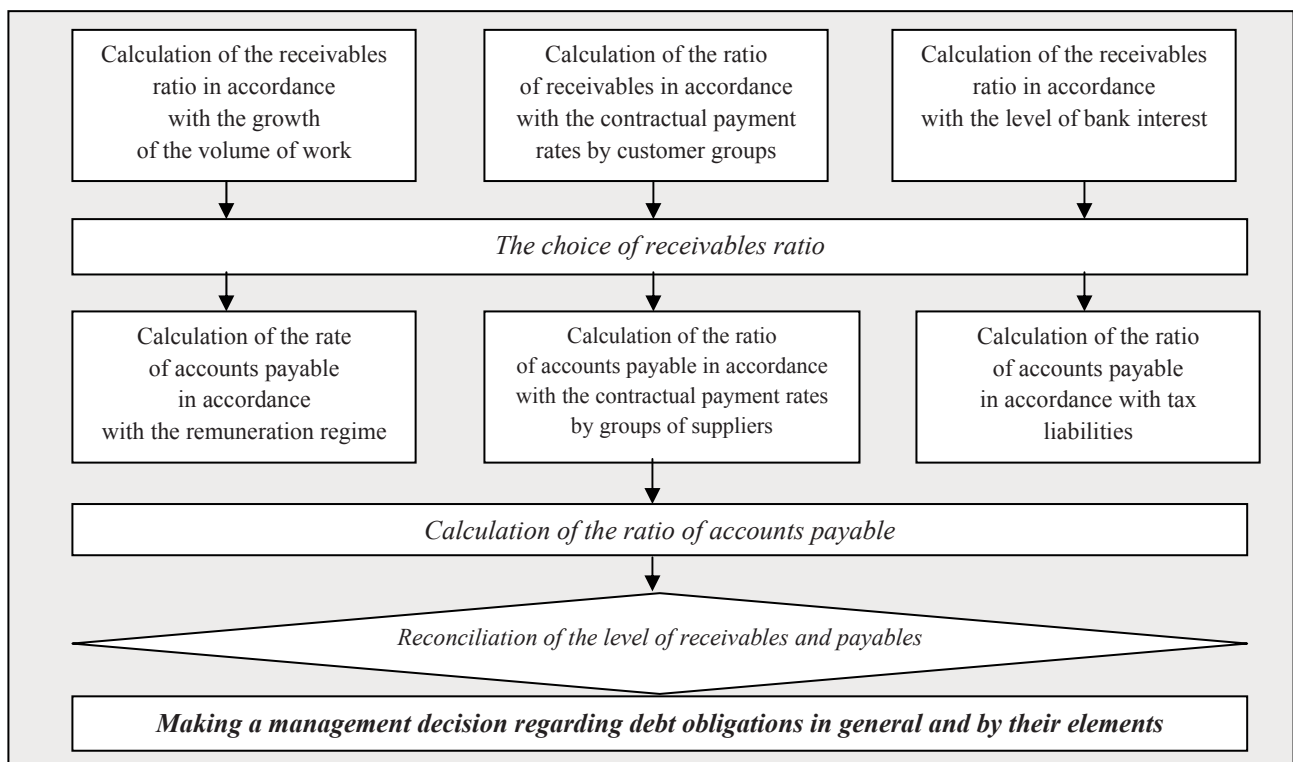 Calculation of the receivables
ratio in accordance
with the growth
of the volume of work
Calculation of the ratio
of receivables in accordance
with the contractual payment
rates by customer groups
Calculation of the receivables
ratio in accordance
with the level of bank interest
The choice of receivables ratio
Calculation of the rate
of accounts payable
in accordance
with the remuneration regime
Calculation of the ratio
of accounts payable in accordance
with the contractual payment rates
by groups of suppliers
Calculation of the ratio
of accounts payable
in accordance with tax
liabilities
Calculation of the ratio of accounts payable
Reconciliation of the level of receivables and payables
Making a management decision regarding debt obligations in general and by their elements